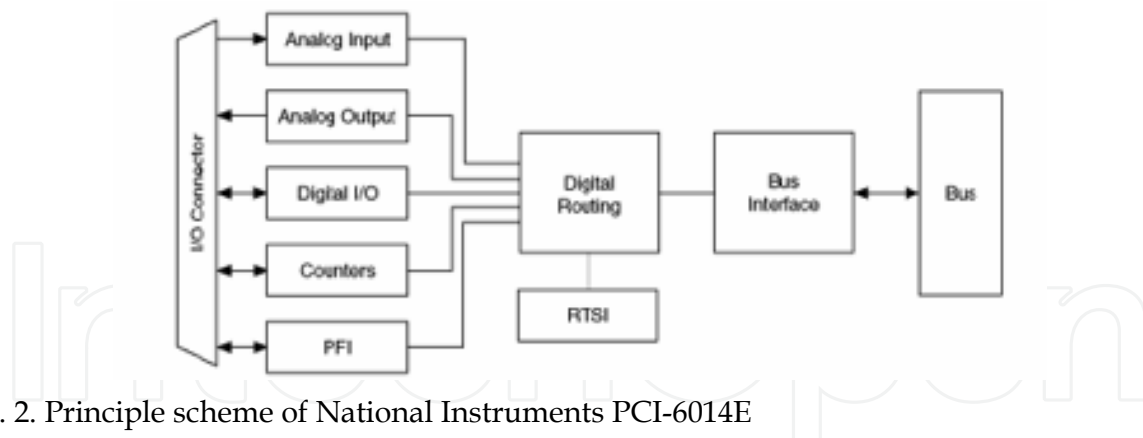 Analog Input
Analog Output
Digital I/O
Counters
PFI
I/O Connector
Digital
Routing
RTSI
Bus
Interface
Bus
. 2. Principle scheme of National Instruments PCI-6014E